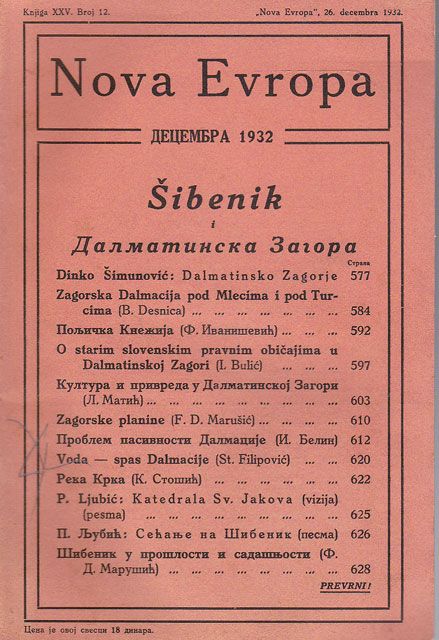 Knjiga XXV. Broj 12.
„Nova Evropa", 26. decembra 1932.
Nova Evropa
ДЕЦЕМБРА 1932
Šibenik
i
Далматинска Загора
Страна
Dinko Šimunović: Dalmatinsko Zagorje 577
Zagorska Dalmacija pod Mlecima i pod Tur-
cima (B. Desnica) ... ... ... ... ... 584
Пољичка Кнежија (Ф. Иванишевић) ... ... ... 592
O starim slovenskim pravnim običajima u
Dalmatinskoj Zagori (I. Bulić) ... ... 597
Култура и привреда у Далматинској Загори
(Л. Матић) ... ... ... ... ... ... ... 603
Zagorske planine (F. D. Marušić) ... ... ... 610
Проблем пасивности Далмације (И. Белин) 612
Voda — spas Dalmacije (St. Filipović) ... ... 620
Река Крка (К. Стошић) ... ... ... ... ... 622
P. Ljubić: Katedrala Sv. Jakova (vizija)
(pesma) ... ... ... ... ... ... ... 625
П. Љубић: Сећање на Шибеник (песма) 626
Шибеник у прошлости и садашњости (Ф.
Д. Марушић) ... ... ... ... ... ... 628
PREVRNI!
Цена је овој свесци 18 динара.